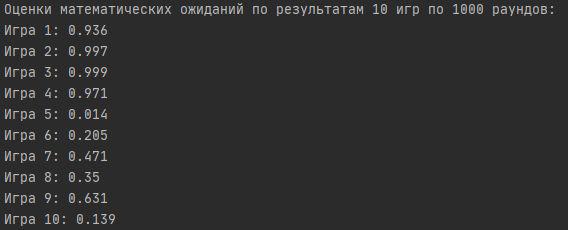 Оценки математических ожиданий по результатам 10 игр по 1000 раундов:
Игра 1: 0.936
Игра 2: 0.997
Игра 3: 0.999
Игра 4: 0.971
Игра 5: 0.014
Игра 6: 0.205
Игра 7: 0.471
Игра 8: 0.35
Игра 9: 0.631
Игра 10: 0.139